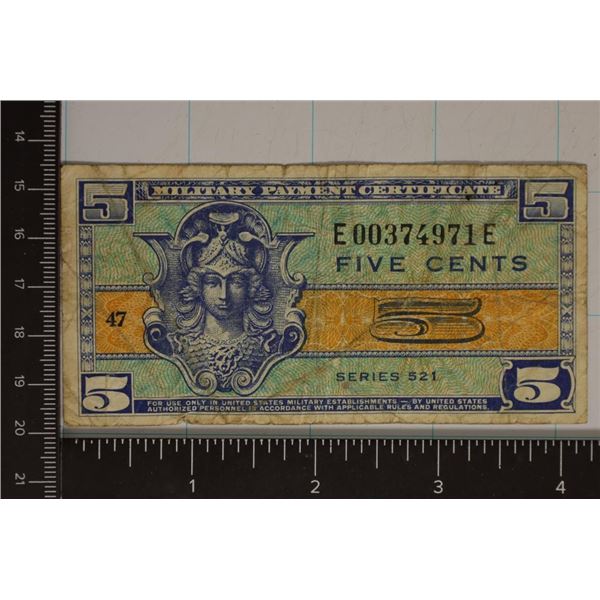 MILITARY PAYMENT CERTIFICATE
5 5
E00374971E
FIVE CENTS
47 5
SERIES 521
5 5
FOR USE ONLY IN UNITED STATES MILITARY ESTABLISHMENTS — BY UNITED STATES
AUTHORIZED PERSONNEL IN ACCORDANCE WITH APPLICABLE RULES AND REGULATIONS.
14
15
16
17
18
19
20
21
1 2 3 4